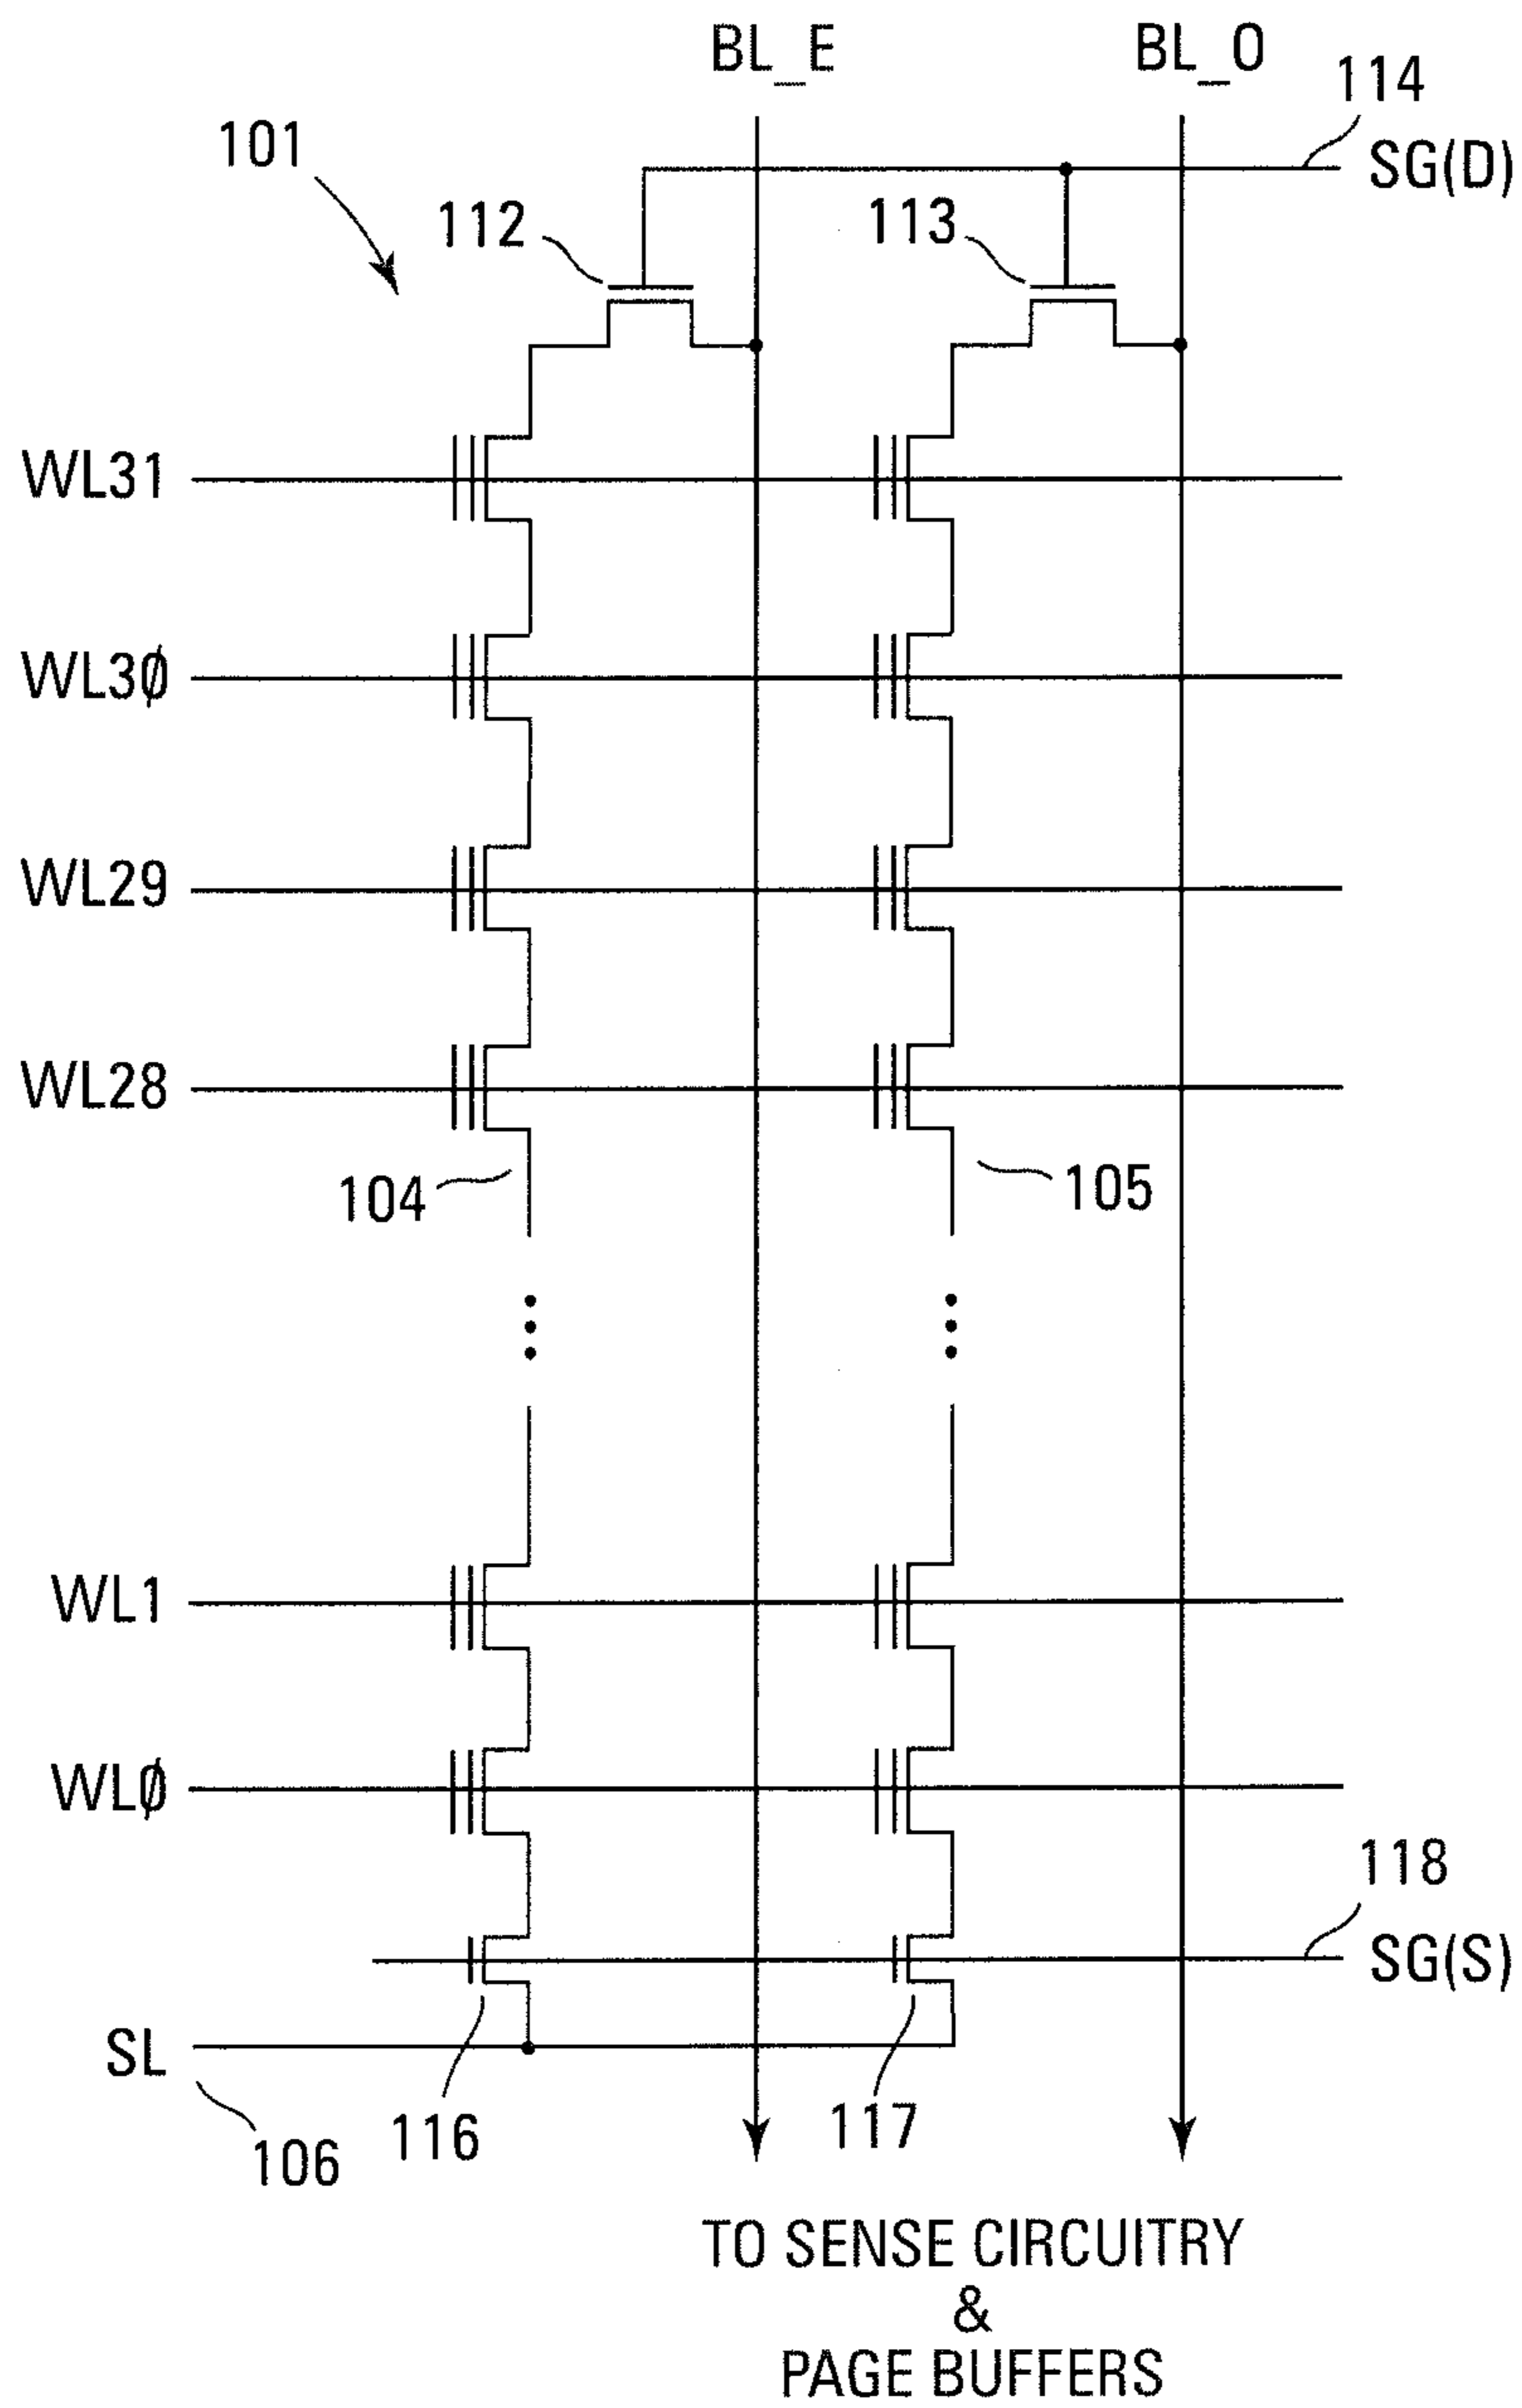 BL_E
BL_O
114
SG(D)
101
112
113
WL31
WL3Ø
WL29
WL28
104
105
WL1
WLØ
118
SG(S)
SL
116
117
106
TO SENSE CIRCUITRY
&
PAGE BUFFERS